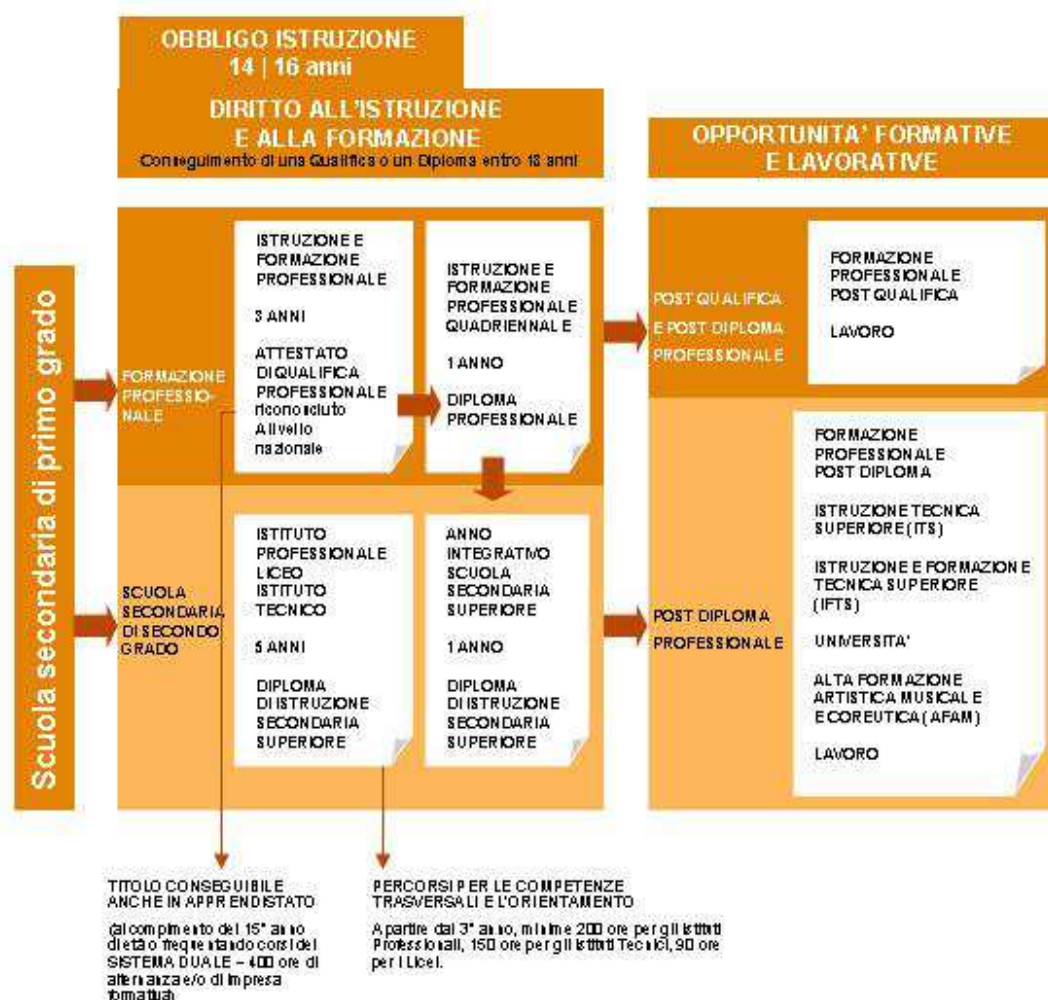 OBBLIGO ISTRUZIONE
14 | 16 anni
DIRITTO ALL'ISTRUZIONE
E ALLA FORMAZIONE
Conseguimento di una Qualifica o un Diploma entro 18 anni
OPPORTUNITA' FORMATIVE
E LAVORATIVE
Scuola secondaria di primo grado
FORMAZIONE
PROFESSIO-
NALE
ISTRUZIONE E
FORMAZIONE
PROFESSIONALE
3 ANNI
ATTESTATO
DI QUALIFICA
PROFESSIONALE
riconosciuto
A livello
nazionale
ISTRUZIONE E
FORMAZIONE
PROFESSIONALE
QUADRIENNALE
1 ANNO
DIPLOMA
PROFESSIONALE
POST QUALIFICA
E POST DIPLOMA
PROFESSIONALE
FORMAZIONE
PROFESSIONALE
POST QUALIFICA
LAVORO
SCUOLA
SECONDARIA
DI SECONDO
GRADO
ISTITUTO
PROFESSIONALE
LICEO
ISTITUTO
TECNICO
5 ANNI
DIPLOMA
DI ISTRUZIONE
SECONDARIA
SUPERIORE
ANNO
INTEGRATIVO
SCUOLA
SECONDARIA
SUPERIORE
1 ANNO
DIPLOMA
DI ISTRUZIONE
SECONDARIA
SUPERIORE
POST DIPLOMA
PROFESSIONALE
FORMAZIONE
PROFESSIONALE
POST DIPLOMA
ISTRUZIONE TECNICA
SUPERIORE (ITS)
ISTRUZIONE E FORMAZIONE
TECNICA SUPERIORE
(IFTS)
UNIVERSITA'
ALTA FORMAZIONE
ARTISTICA MUSICALE
E COREUTICA (AFAM)
LAVORO
TITOLO CONSEGUIBILE
ANCHE IN APPRENDISTATO
(al compimento del 15° anno
di età o frequentando corsi del
SISTEMA DUALE – 400 ore di
alternanza e/o di impresa
formativa)
PERCORSI PER LE COMPETENZE
TRASVERSALI E L'ORIENTAMENTO
A partire dal 3° anno, minime 200 ore per gli Istituti
Professionali, 150 ore per gli Istituti Tecnici, 90 ore
per i Licei.